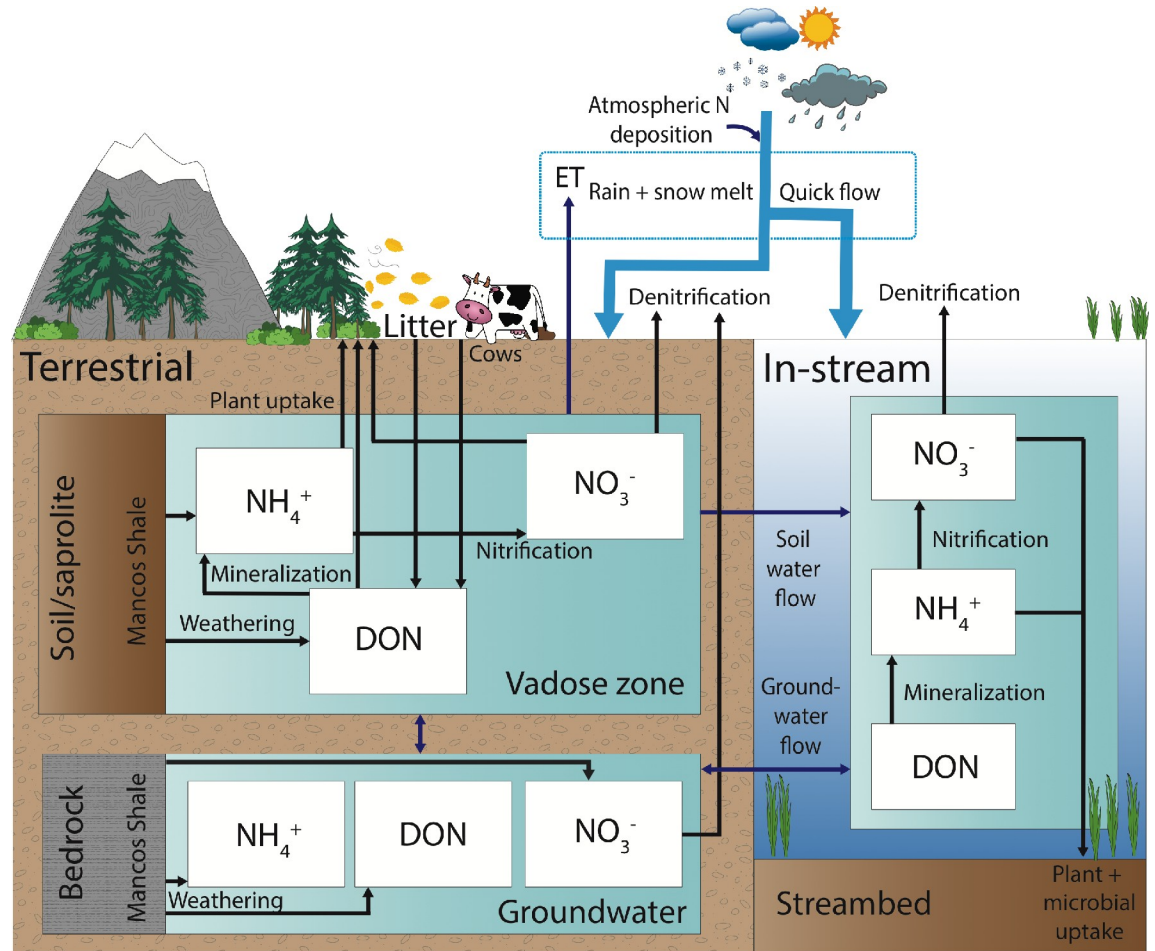 Atmospheric N
deposition
ET
Rain + snow melt
Quick flow
Litter
Cows
Denitrification
Denitrification
Terrestrial
In-stream
Plant uptake
Soil/saprolite
Mancos Shale
NH₄⁺
NO₃⁻
Nitrification
Mineralization
Weathering
DON
Vadose zone
Soil
water
flow
Ground-
water
flow
NO₃⁻
Nitrification
NH₄⁺
Mineralization
DON
Bedrock
Mancos Shale
NH₄⁺
DON
NO₃⁻
Weathering
Groundwater
Streambed
Plant +
microbial
uptake